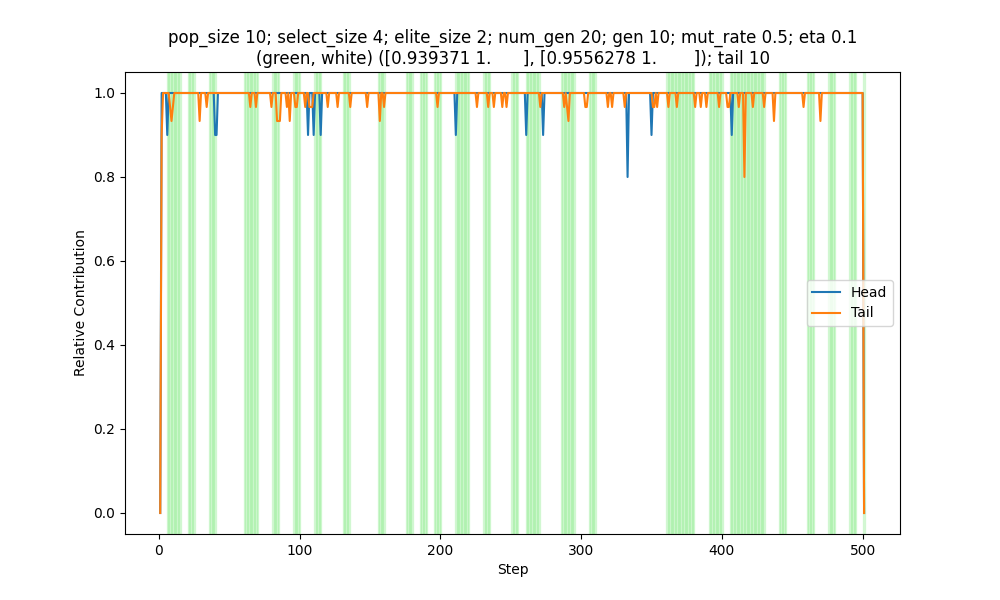 pop_size 10; select_size 4; elite_size 2; num_gen 20; gen 10; mut_rate 0.5; eta 0.1
(green, white) ([0.939371 1.      ], [0.9556278 1.       ]); tail 10
1.0
0.8
0.6
0.4
0.2
0.0
Relative Contribution
Head
Tail
0
100
200
300
400
500
Step